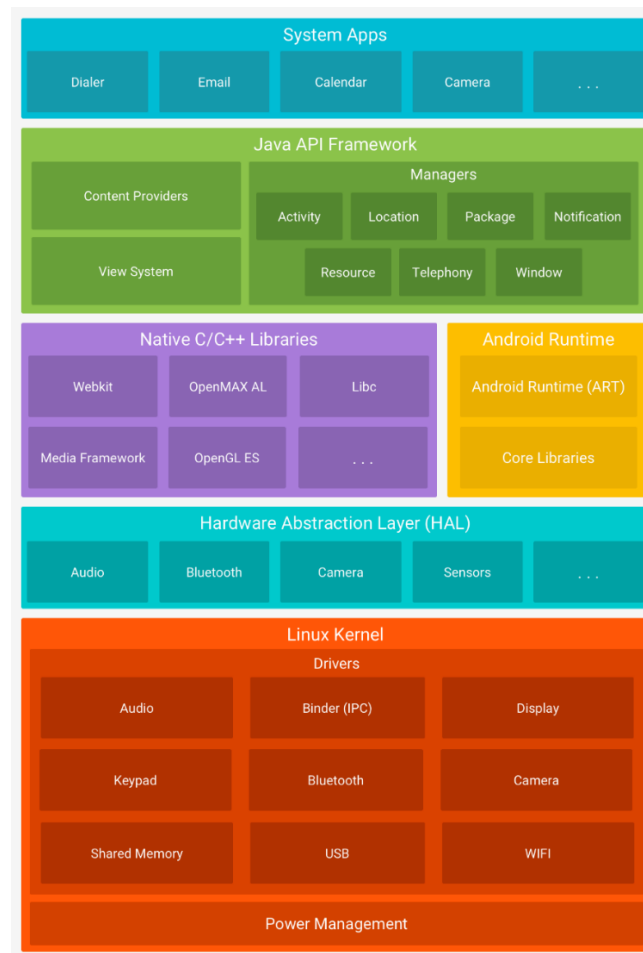 System Apps
Dialer
Email
Calendar
Camera
. . .
Java API Framework
Content Providers
View System
Managers
Activity
Location
Package
Notification
Resource
Telephony
Window
Native C/C++ Libraries
Webkit
OpenMAX AL
Libc
Media Framework
OpenGL ES
. . .
Android Runtime
Android Runtime (ART)
Core Libraries
Hardware Abstraction Layer (HAL)
Audio
Bluetooth
Camera
Sensors
. . .
Linux Kernel
Drivers
Audio
Binder (IPC)
Display
Keypad
Bluetooth
Camera
Shared Memory
USB
WIFI
Power Management